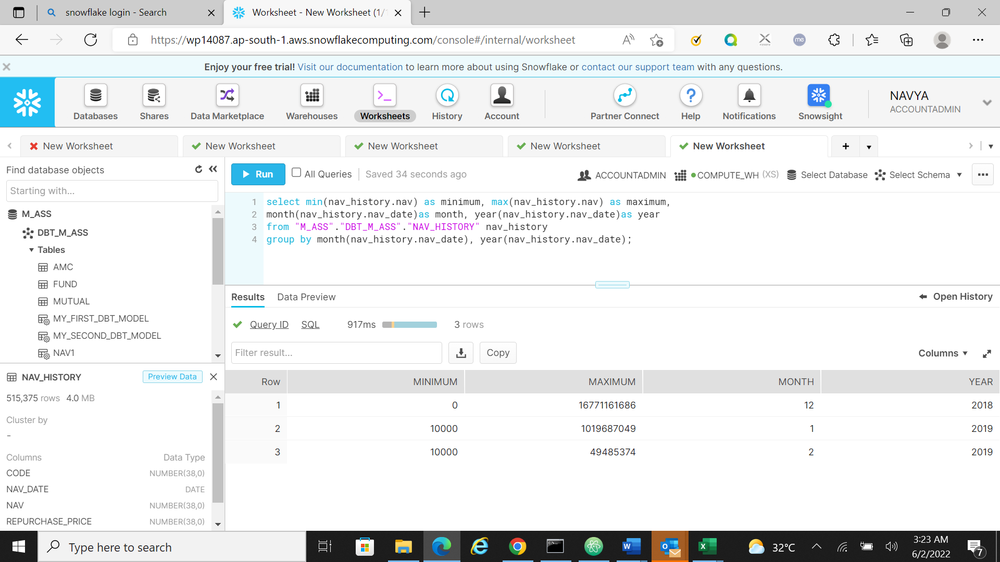 snowflake login - Search
Worksheet - New Worksheet (1/
https://wp14087.ap-south-1.aws.snowflakecomputing.com/console#/internal/worksheet
me
Enjoy your free trial! Visit our documentation to learn more about using Snowflake or contact our support team with any questions.
Databases
Shares
Data Marketplace
Warehouses
Worksheets
History
Account
Partner Connect
Help
Notifications
Snowsight
NAVYA
ACCOUNTADMIN
New Worksheet
New Worksheet
New Worksheet
New Worksheet
New Worksheet
Find database objects
Starting with...
M_ASS
DBT_M_ASS
Tables
AMC
FUND
MUTUAL
MY_FIRST_DBT_MODEL
MY_SECOND_DBT_MODEL
NAV1
Run
All Queries
Saved 34 seconds ago
ACCOUNTADMIN
COMPUTE_WH (XS)
Select Database
Select Schema
1 select min(nav_history.nav) as minimum, max(nav_history.nav) as maximum,
2 month(nav_history.nav_date)as month, year(nav_history.nav_date)as year
3 from "M_ASS"."DBT_M_ASS"."NAV_HISTORY" nav_history
4 group by month(nav_history.nav_date), year(nav_history.nav_date);
NAV_HISTORY
Preview Data
515,375 rows 4.0 MB
Cluster by
-
Columns Data Type
CODE NUMBER(38,0)
NAV_DATE DATE
NAV NUMBER(38,0)
REPURCHASE_PRICE NUMBER(38,0)
Results
Data Preview
Open History
Query ID
SQL
917ms
3 rows
Filter result...
Copy
Columns
Row MINIMUM MAXIMUM MONTH YEAR
1 0 16771161686 12 2018
2 10000 1019687049 1 2019
3 10000 49485374 2 2019
Type here to search
32°C
3:23 AM
6/2/2022
7